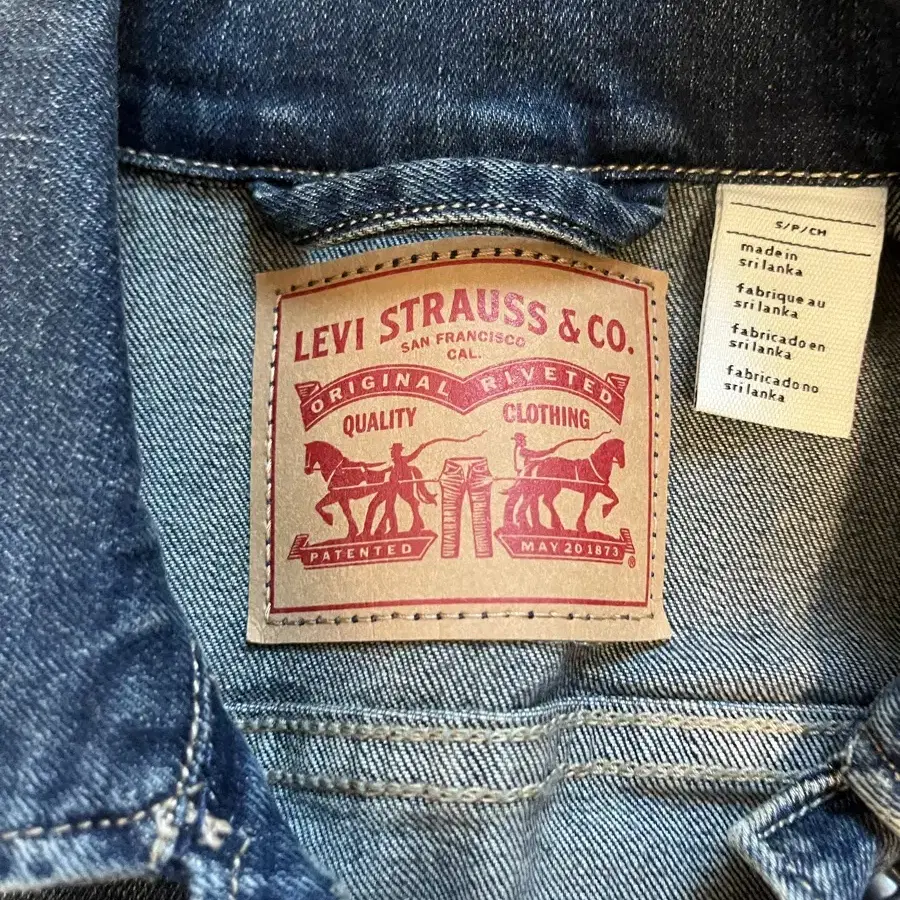 LEVI STRAUSS & CO.
SAN FRANCISCO
CAL.
ORIGINAL RIVETED
QUALITY CLOTHING
PATENTED MAY 20 1873 ®
S/P/CH
made in
sri lanka
fabrique au
sri lanka
fabricado en
sri lanka
fabricado no
sri lanka